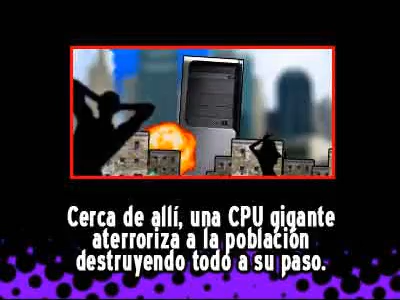 Cerca de allí, una CPU gigante
aterroriza a la población
destruyendo todo a su paso.